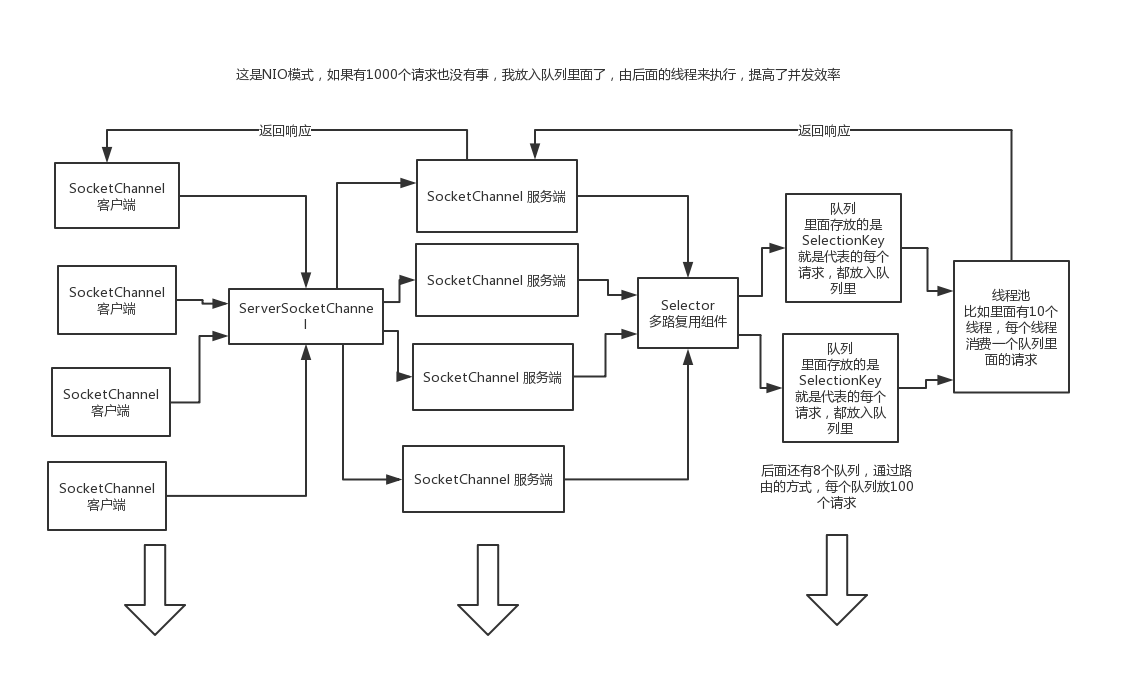 这是NIO模式，如果有1000个请求也没有事，我放入队列里面了，由后面的线程来执行，提高了并发效率
返回响应
返回响应
SocketChannel
客户端
SocketChannel
客户端
SocketChannel
客户端
SocketChannel
客户端
ServerSocketChanne
l
SocketChannel 服务端
SocketChannel 服务端
SocketChannel 服务端
SocketChannel 服务端
Selector
多路复用组件
队列
里面存放的是
SelectionKey
就是代表的每个
请求，都放入队
列里
队列
里面存放的是
SelectionKey
就是代表的每个
请求，都放入队
列里
后面还有8个队列，通过路
由的方式，每个队列放100
个请求
线程池
比如里面有10个
线程，每个线程
消费一个队列里
面的请求